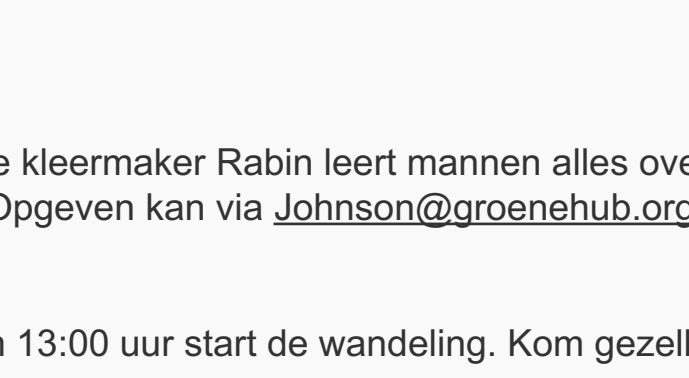 e kleermaker Rabin leert mannen alles ove
Opgeven kan via Johnson@groenehub.org
n 13:00 uur start de wandeling. Kom gezell